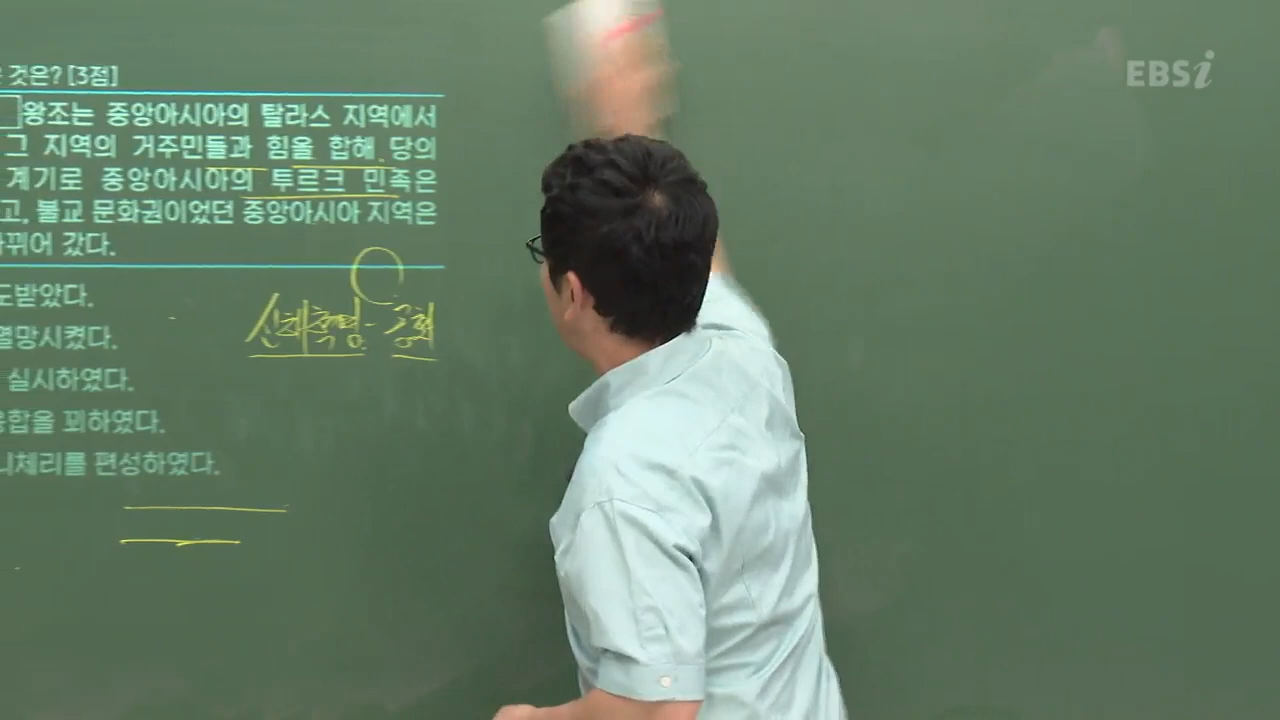 것은? [3점]
왕조는 중앙아시아의 탈라스 지역에서
그 지역의 거주민들과 힘을 합해 당의
계기로 중앙아시아의 투르크 민족은
고, 불교 문화권이었던 중앙아시아 지역은
바뀌어 갔다.
도받았다.
멸망시켰다.
실시하였다.
융합을 꾀하였다.
니체리를 편성하였다.
신해혁명 -
EBSi